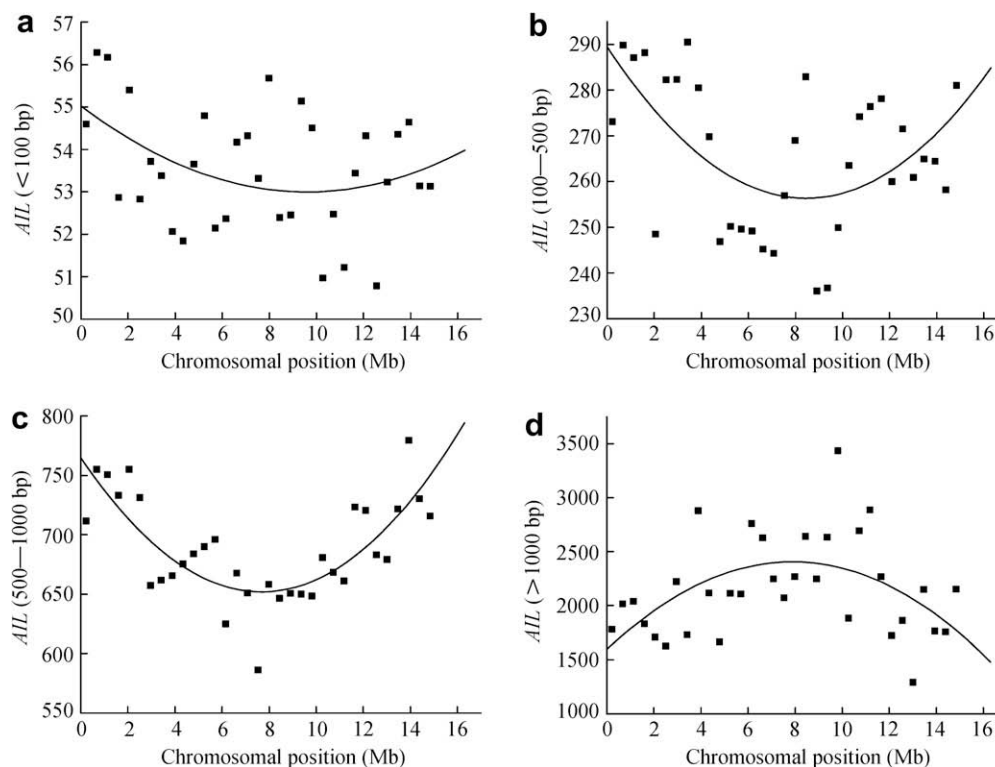 a
57
56
55
54
53
52
51
50
AIL (<100 bp)
0 2 4 6 8 10 12 14 16
Chromosomal position (Mb)
b
300
290
280
270
260
250
240
230
AIL (100—500 bp)
0 2 4 6 8 10 12 14 16
Chromosomal position (Mb)
c
800
750
700
650
600
550
AIL (500—1000 bp)
0 2 4 6 8 10 12 14 16
Chromosomal position (Mb)
d
3500
3000
2500
2000
1500
1000
AIL (>1000 bp)
0 2 4 6 8 10 12 14 16
Chromosomal position (Mb)